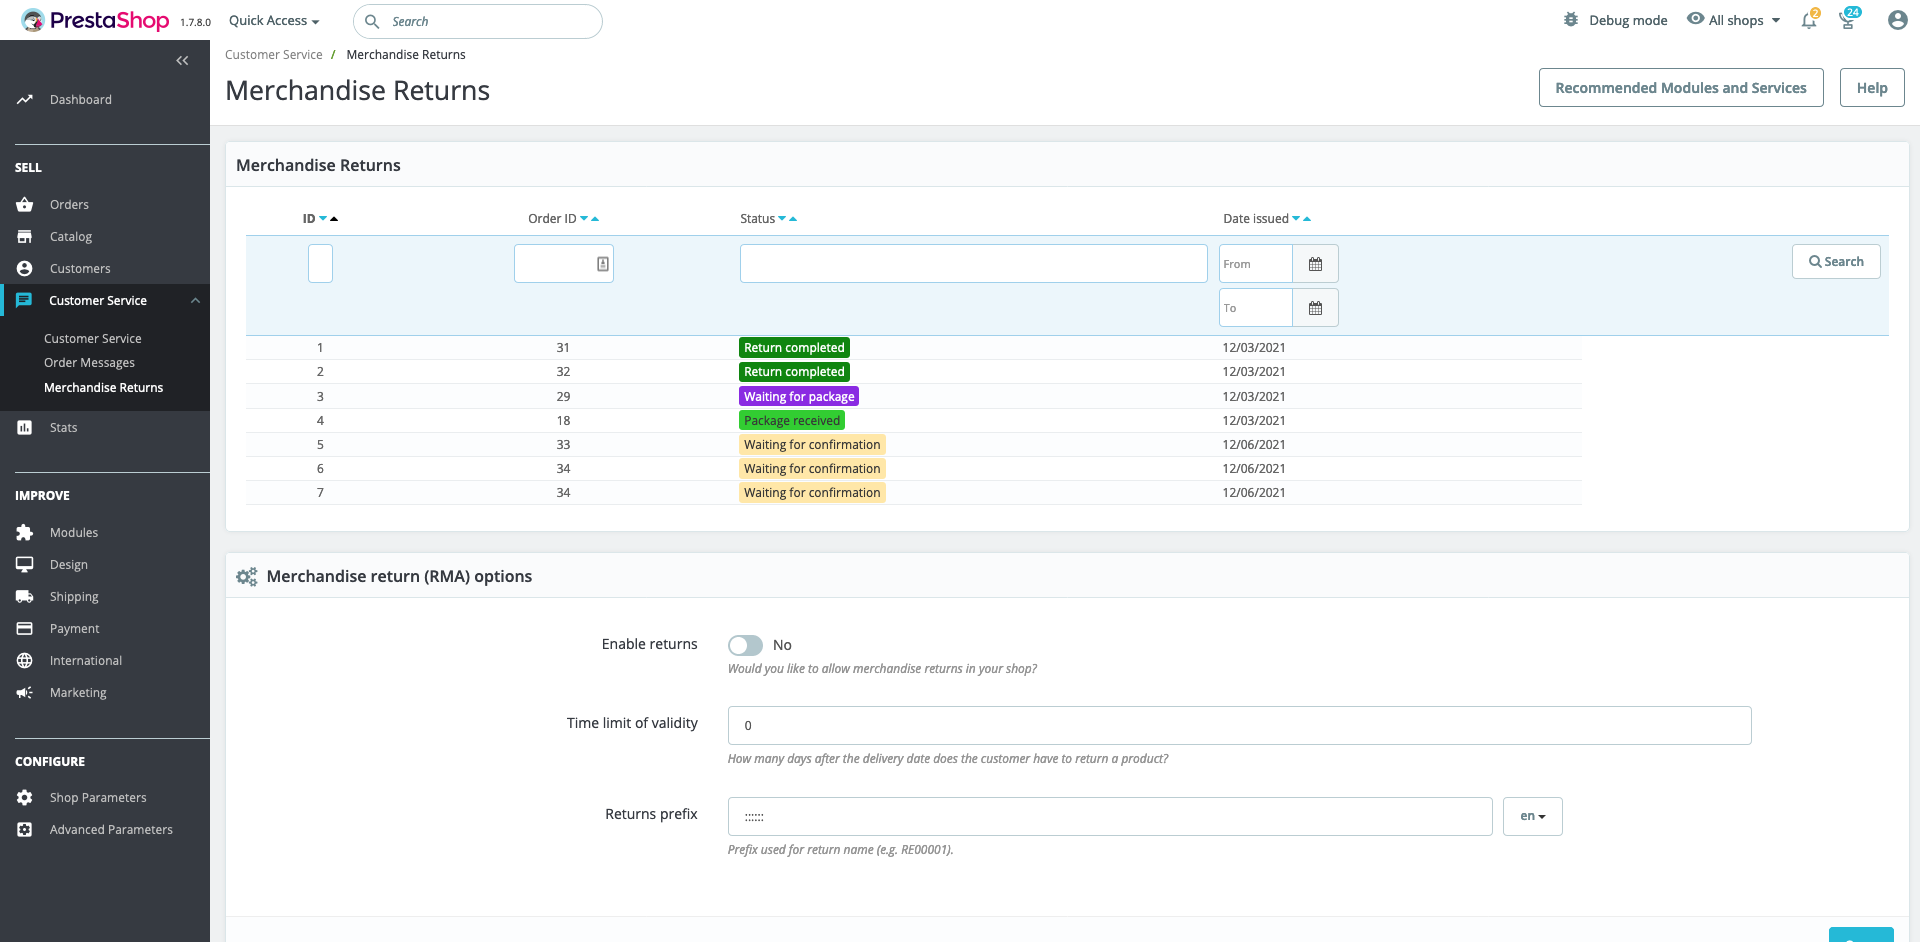 PrestaShop 1.7.8.0 Quick Access Search Debug mode All shops 2 24
Customer Service / Merchandise Returns
Merchandise Returns
Recommended Modules and Services Help
Dashboard
SELL
Orders
Catalog
Customers
Customer Service
Customer Service
Order Messages
Merchandise Returns
Stats
IMPROVE
Modules
Design
Shipping
Payment
International
Marketing
CONFIGURE
Shop Parameters
Advanced Parameters
Merchandise Returns
ID Order ID Status Date issued
From
Search
To
1 31 Return completed 12/03/2021
2 32 Return completed 12/03/2021
3 29 Waiting for package 12/03/2021
4 18 Package received 12/03/2021
5 33 Waiting for confirmation 12/06/2021
6 34 Waiting for confirmation 12/06/2021
7 34 Waiting for confirmation 12/06/2021
Merchandise return (RMA) options
Enable returns No
Would you like to allow merchandise returns in your shop?
Time limit of validity 0
How many days after the delivery date does the customer have to return a product?
Returns prefix :::::: en
Prefix used for return name (e.g. RE00001).